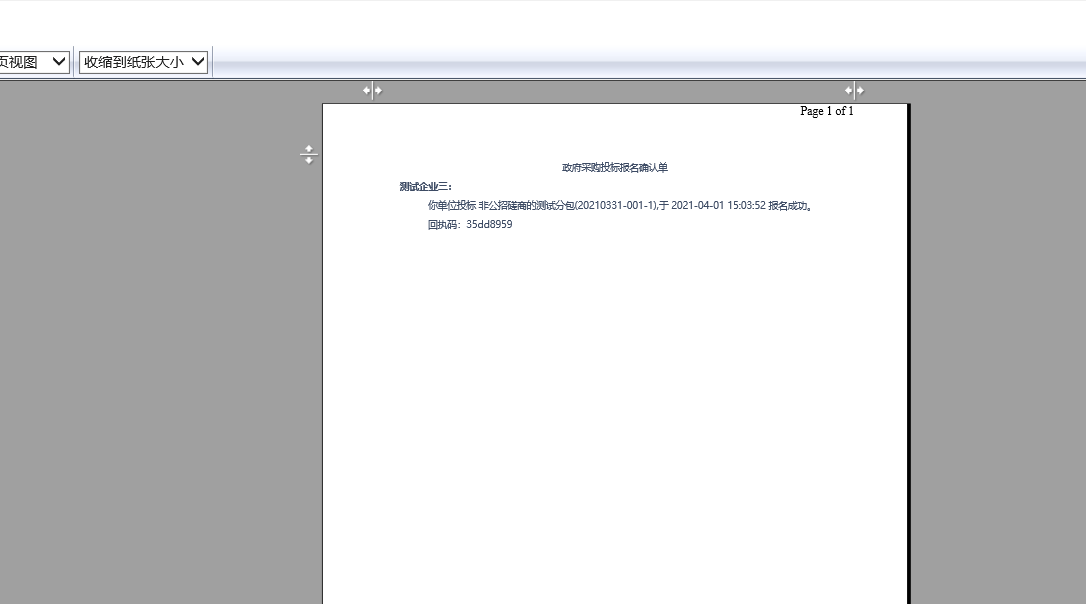 页视图 收缩到纸张大小
Page 1 of 1
政府采购投标报名确认单
测试企业三：
你单位投标 非公招磋商的测试分包(20210331-001-1),于 2021-04-01 15:03:52 报名成功。
回执码：35dd8959